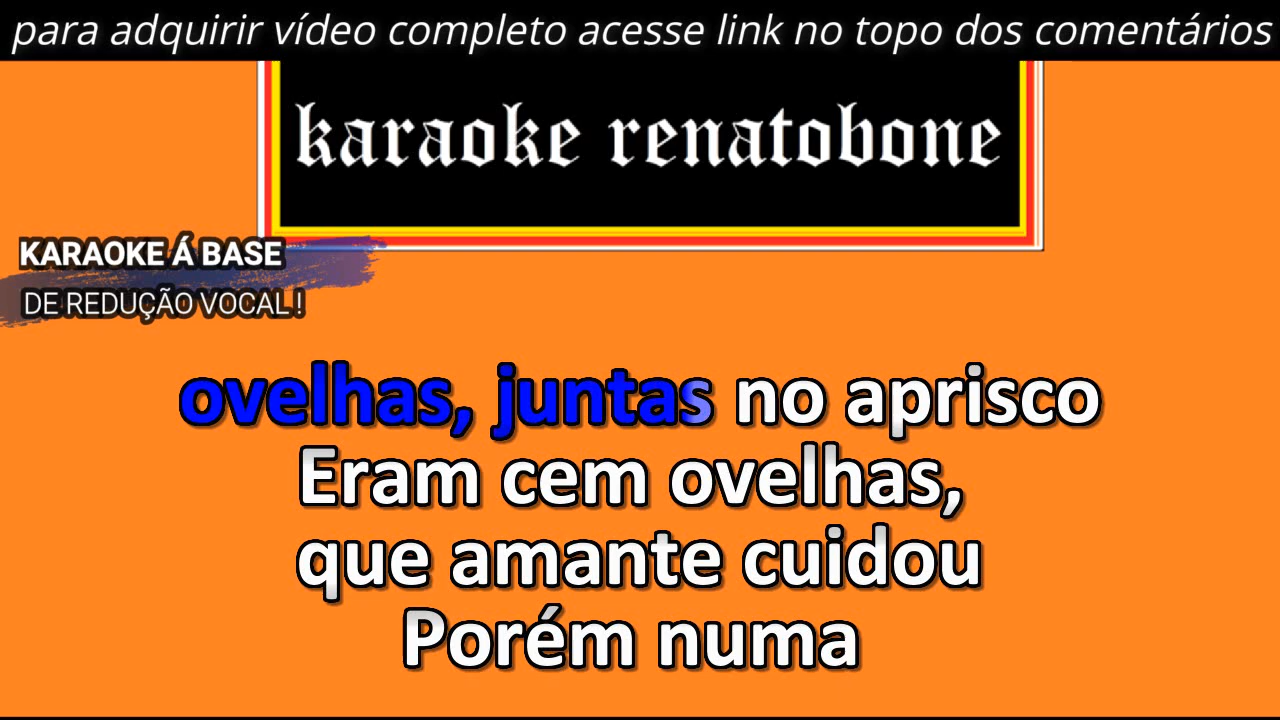 para adquirir vídeo completo acesse link no topo dos comentários
karaoke renatobone
KARAOKE Á BASE
DE REDUÇÃO VOCAL !
ovelhas, juntas no aprisco
Eram cem ovelhas,
que amante cuidou
Porém numa